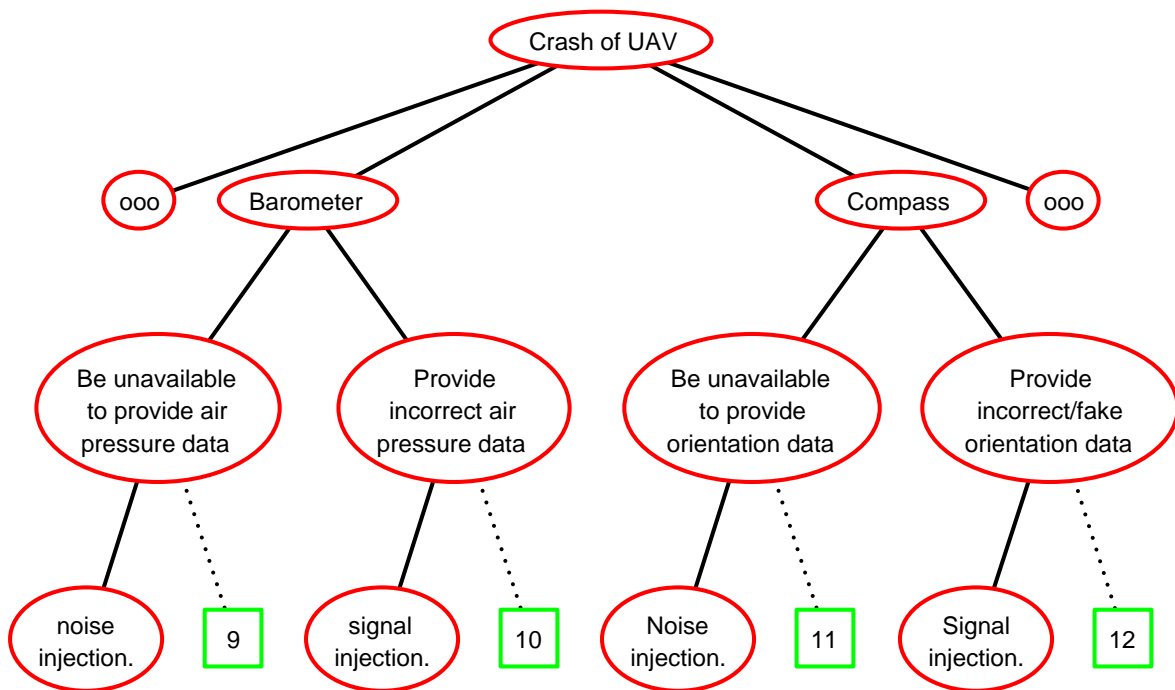 Crash of UAV
ooo
Barometer
Compass
ooo
Be unavailable
to provide air
pressure data
Provide
incorrect air
pressure data
Be unavailable
to provide
orientation data
Provide
incorrect/fake
orientation data
noise
injection.
9
signal
injection.
10
Noise
injection.
11
Signal
injection.
12